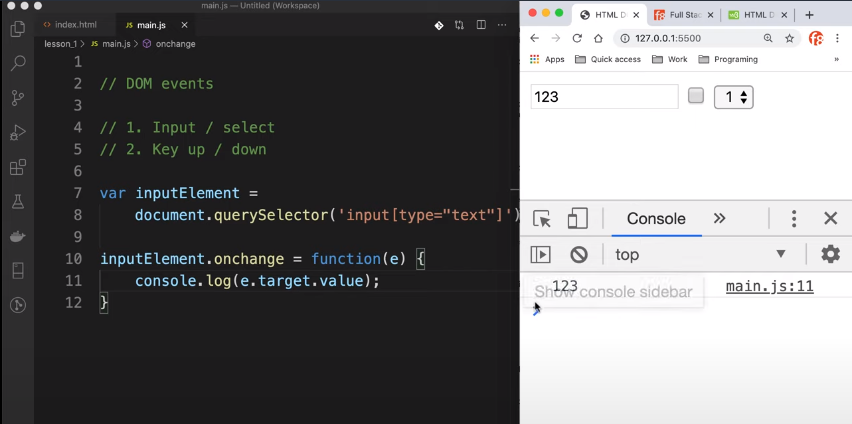 main.js — Untitled (Workspace)
index.html
JS main.js
lesson_1 > JS main.js > onchange
1
2 // DOM events
3
4 // 1. Input / select
5 // 2. Key up / down
6
7 var inputElement =
8 document.querySelector('input[type="text"]')
9
10 inputElement.onchange = function(e) {
11 console.log(e.target.value);
12 }
HTML D
f8 Full Stac
HTML D
127.0.0.1:5500
f8
Apps Quick access Work Programing
123
1
Console
top
123 main.js:11
Show console sidebar